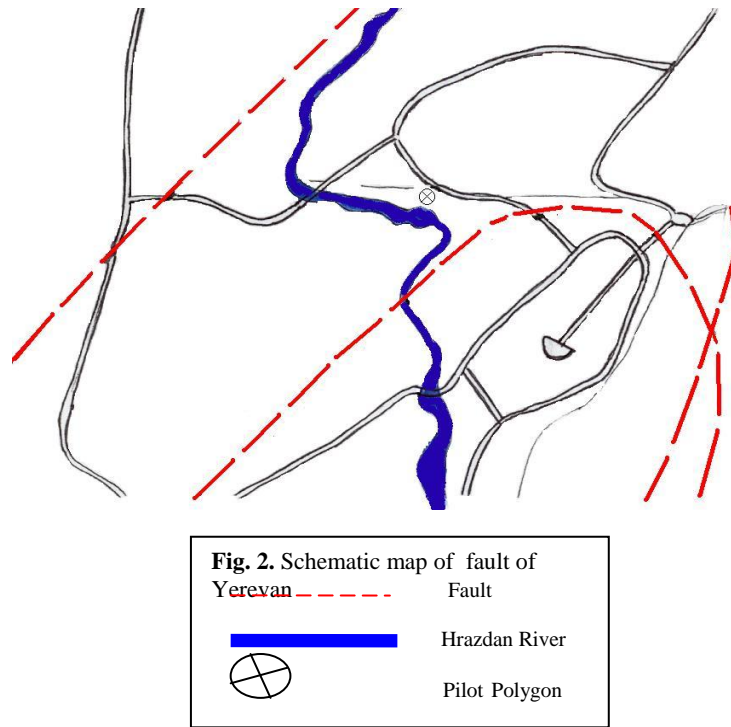 Fig. 2. Schematic map of fault of
Yerevan
Fault
Hrazdan River
Pilot Polygon